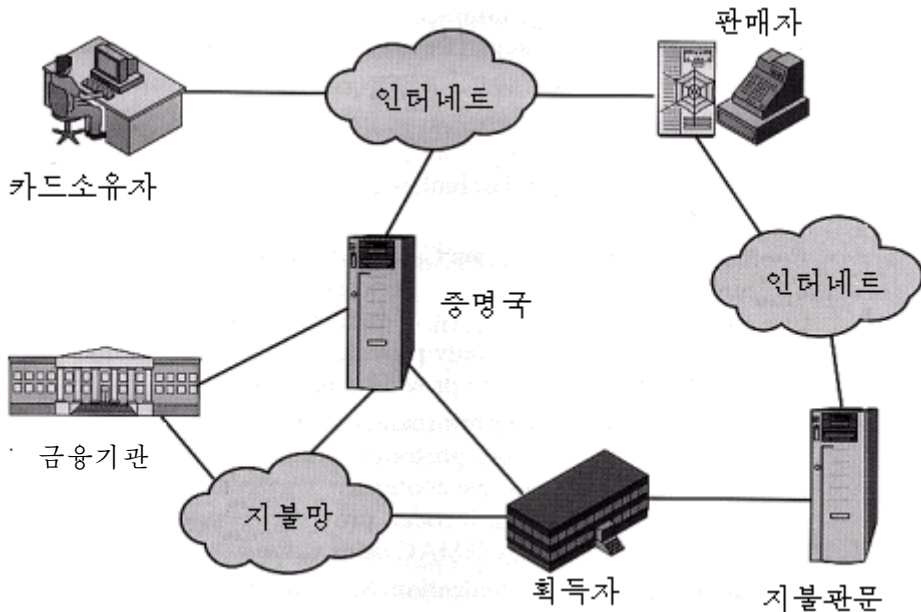 판매자
인터네트
카드소유자
인터네트
증명국
금융기관
지불망
획득자
지불관문